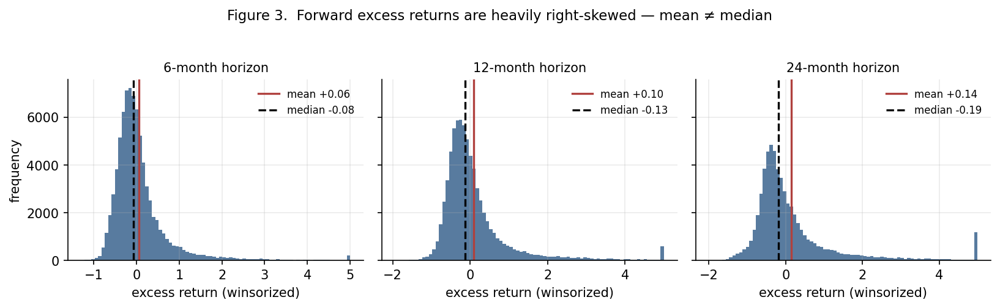 Figure 3.  Forward excess returns are heavily right-skewed — mean ≠ median
6-month horizon
mean +0.06
median -0.08
frequency
6000
4000
2000
0
−1 0 1 2 3 4 5
excess return (winsorized)
12-month horizon
mean +0.10
median -0.13
−2 0 2 4
excess return (winsorized)
24-month horizon
mean +0.14
median -0.19
−2 0 2 4
excess return (winsorized)